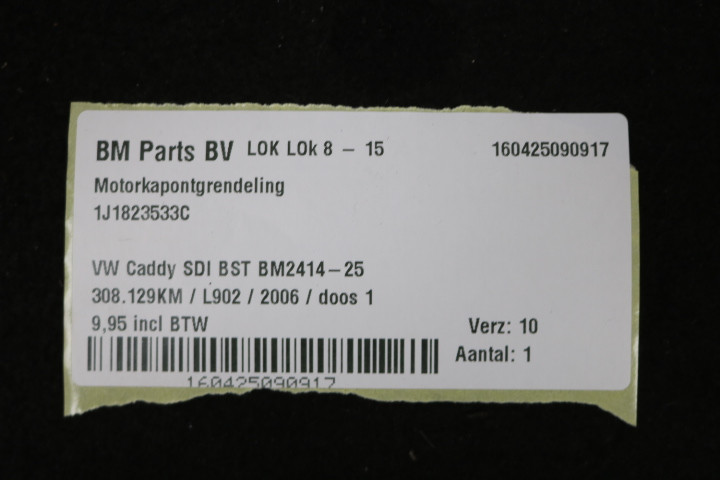 BM Parts BV LOK LOk 8 - 15 160425090917
Motorkapontgrendeling
1J1823533C
VW Caddy SDI BST BM2414-25
308.129KM / L902 / 2006 / doos 1
9,95 incl BTW Verz: 10
Aantal: 1
160425090917